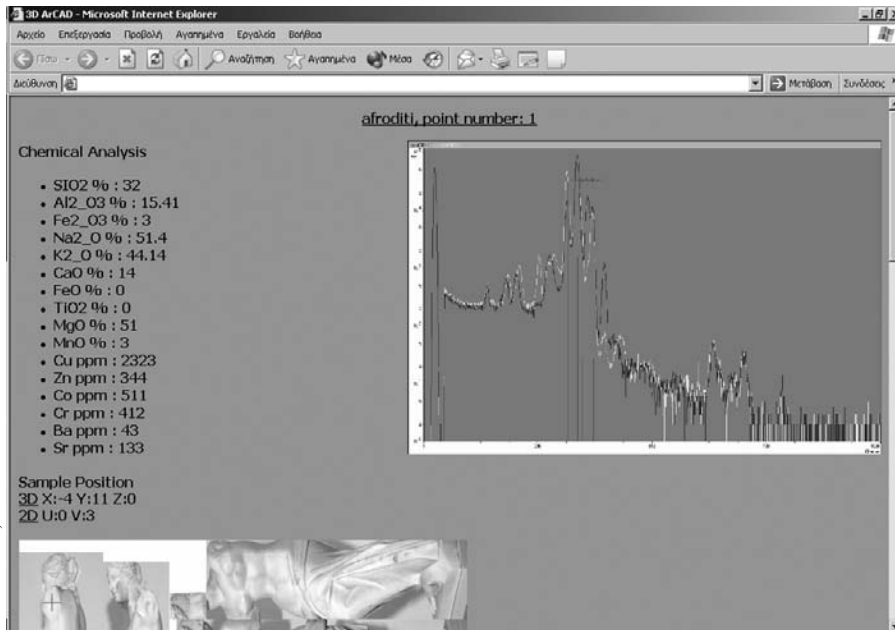 3D ArCAD - Microsoft Internet Explorer
Αρχείο Επεξεργασία Προβολή Αγαπημένα Εργαλεία Βοήθεια
Πίσω Αναζήτηση Αγαπημένα Μέσα
Διεύθυνση Μετάβαση Συνδέσεις
afroditi, point number: 1
Chemical Analysis
• SIO2 % : 32
• Al2_O3 % : 15.41
• Fe2_O3 % : 3
• Na2_O % : 51.4
• K2_O % : 44.14
• CaO % : 14
• FeO % : 0
• TiO2 % : 0
• MgO % : 51
• MnO % : 3
• Cu ppm : 2323
• Zn ppm : 344
• Co ppm : 511
• Cr ppm : 412
• Ba ppm : 43
• Sr ppm : 133
Sample Position
3D X:-4 Y:11 Z:0
2D U:0 V:3